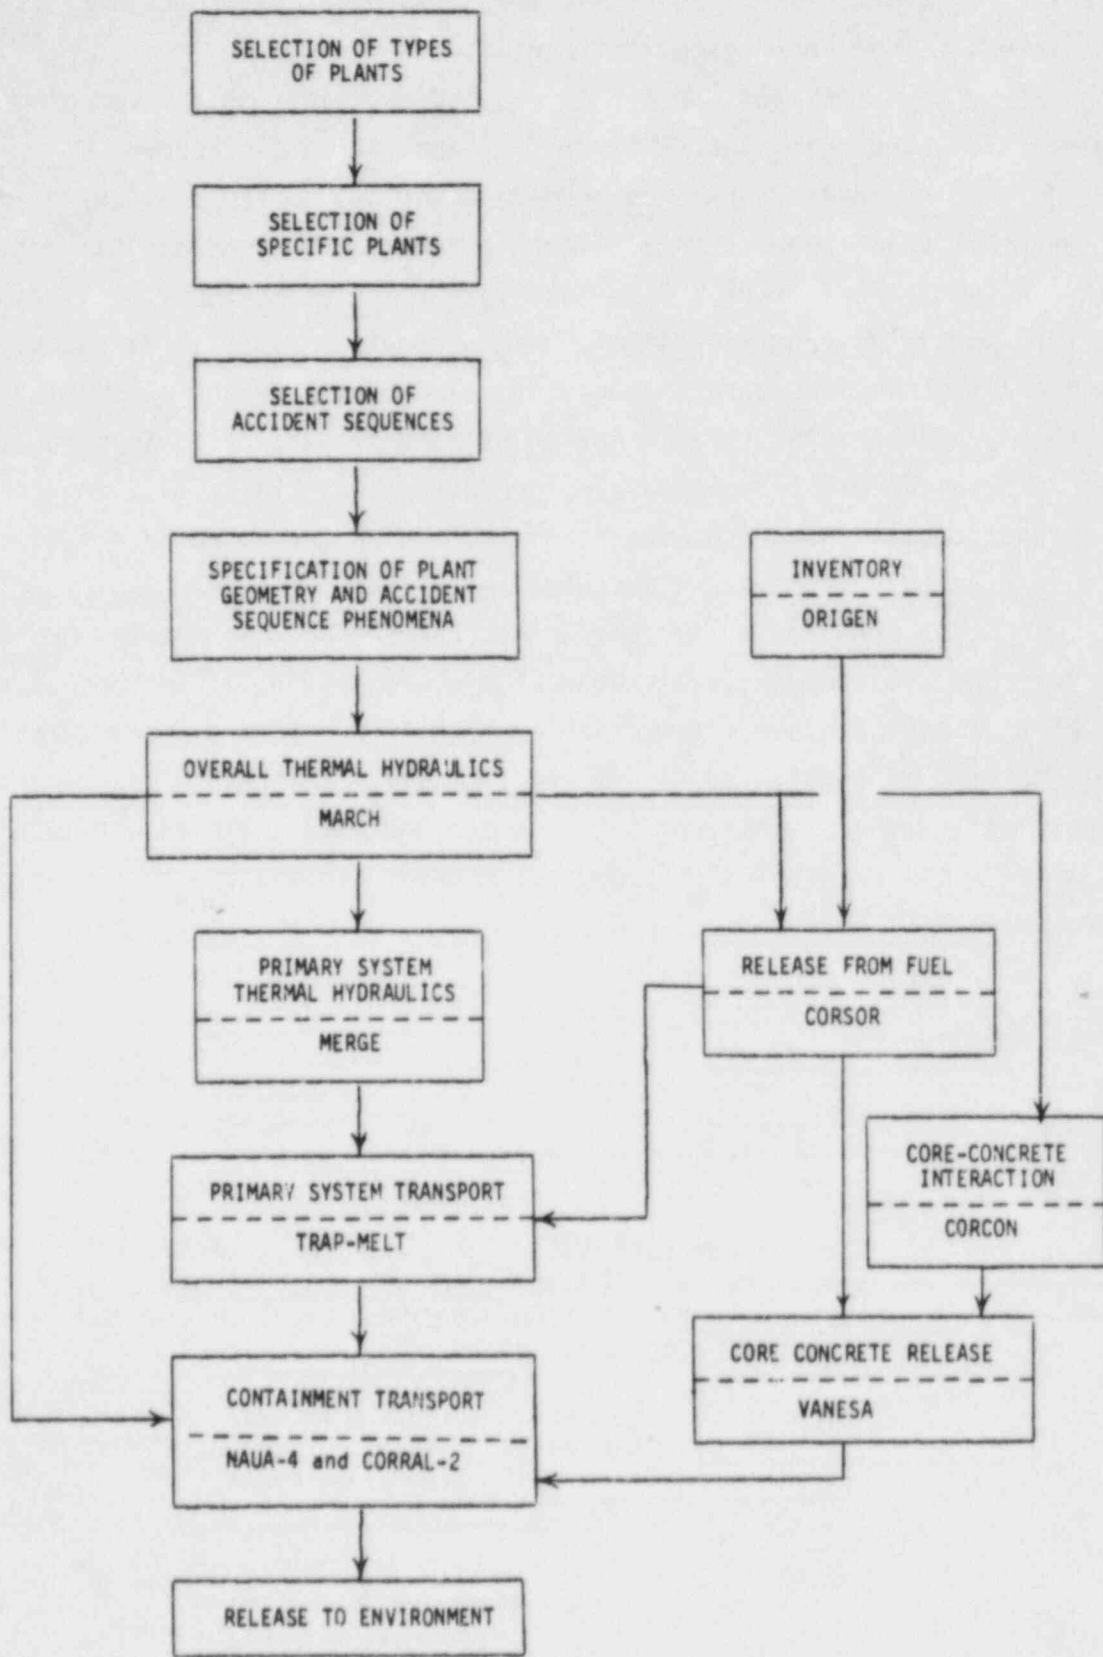 SELECTION OF TYPES
OF PLANTS
SELECTION OF
SPECIFIC PLANTS
SELECTION OF
ACCIDENT SEQUENCES
SPECIFICATION OF PLANT
GEOMETRY AND ACCIDENT
SEQUENCE PHENOMENA
INVENTORY
ORIGEN
OVERALL THERMAL HYDRAULICS
MARCH
PRIMARY SYSTEM
THERMAL HYDRAULICS
MERGE
RELEASE FROM FUEL
CORSOR
CORE-CONCRETE
INTERACTION
CORCON
PRIMARY SYSTEM TRANSPORT
TRAP-MELT
CORE CONCRETE RELEASE
VANESA
CONTAINMENT TRANSPORT
NAUA-4 and CORRAL-2
RELEASE TO ENVIRONMENT